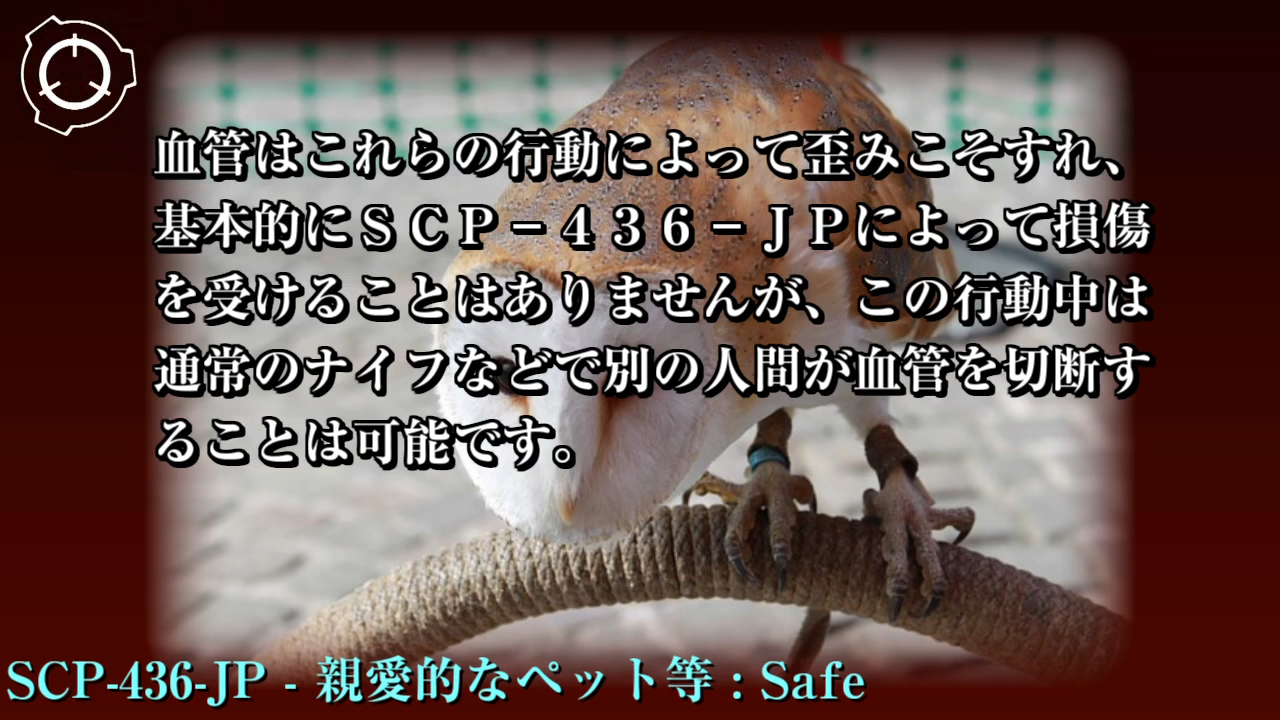 血管はこれらの行動によって歪みこそすれ、
基本的にＳＣＰ－４３６－ＪＰによって損傷
を受けることはありませんが、この行動中は
通常のナイフなどで別の人間が血管を切断す
ることは可能です。
SCP-436-JP - 親愛的なペット等 : Safe